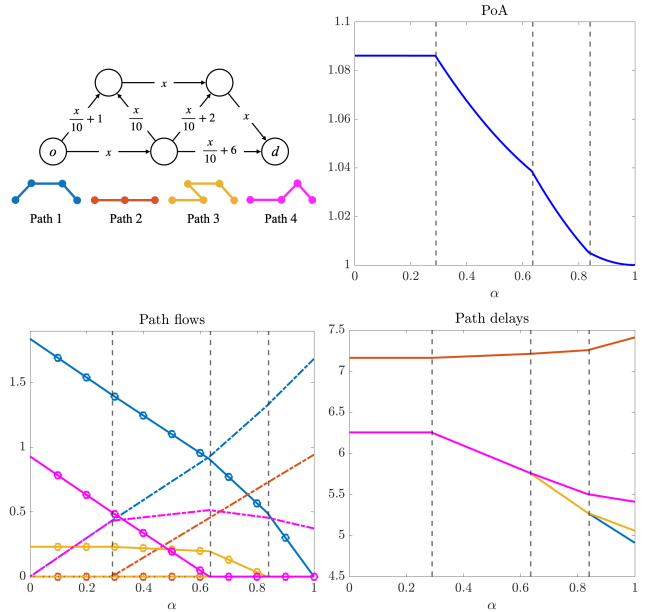 x
x/10 + 1
x/10
x/10 + 2
x
o
x
x/10 + 6
d
Path 1
Path 2
Path 3
Path 4
PoA
1.1
1.08
1.06
1.04
1.02
1
0
0.2
0.4
0.6
0.8
1
α
Path flows
1.5
1
0.5
0
0
0.2
0.4
0.6
0.8
1
α
Path delays
7.5
7
6.5
6
5.5
5
4.5
0
0.2
0.4
0.6
0.8
1
α